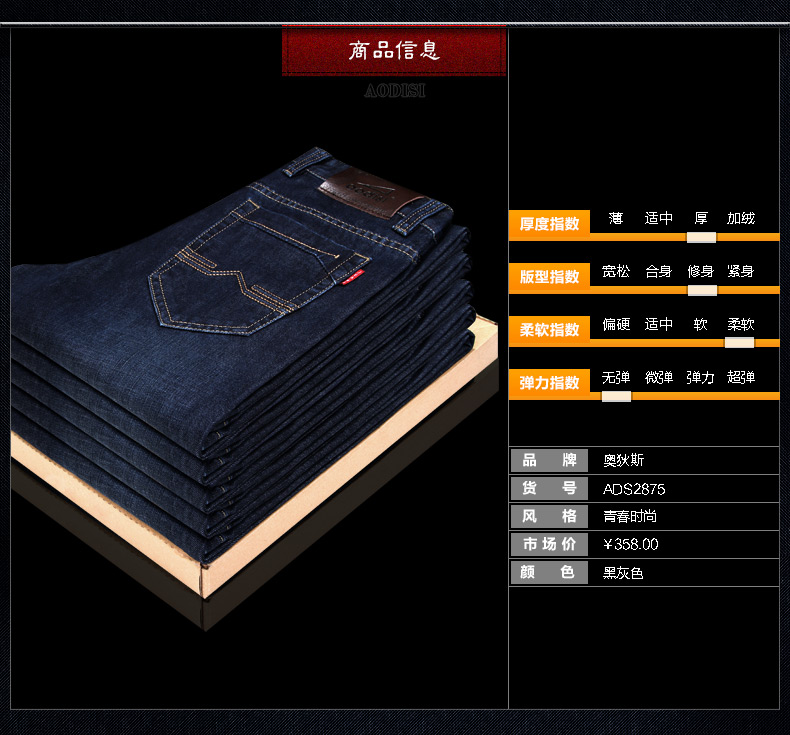 商品信息
AODISI
厚度指数 薄 适中 厚 加绒
版型指数 宽松 合身 修身 紧身
柔软指数 偏硬 适中 软 柔软
弹力指数 无弹 微弹 弹力 超弹
品 牌 奥狄斯
货 号 ADS2875
风 格 青春时尚
市场价 ¥358.00
颜 色 黑灰色